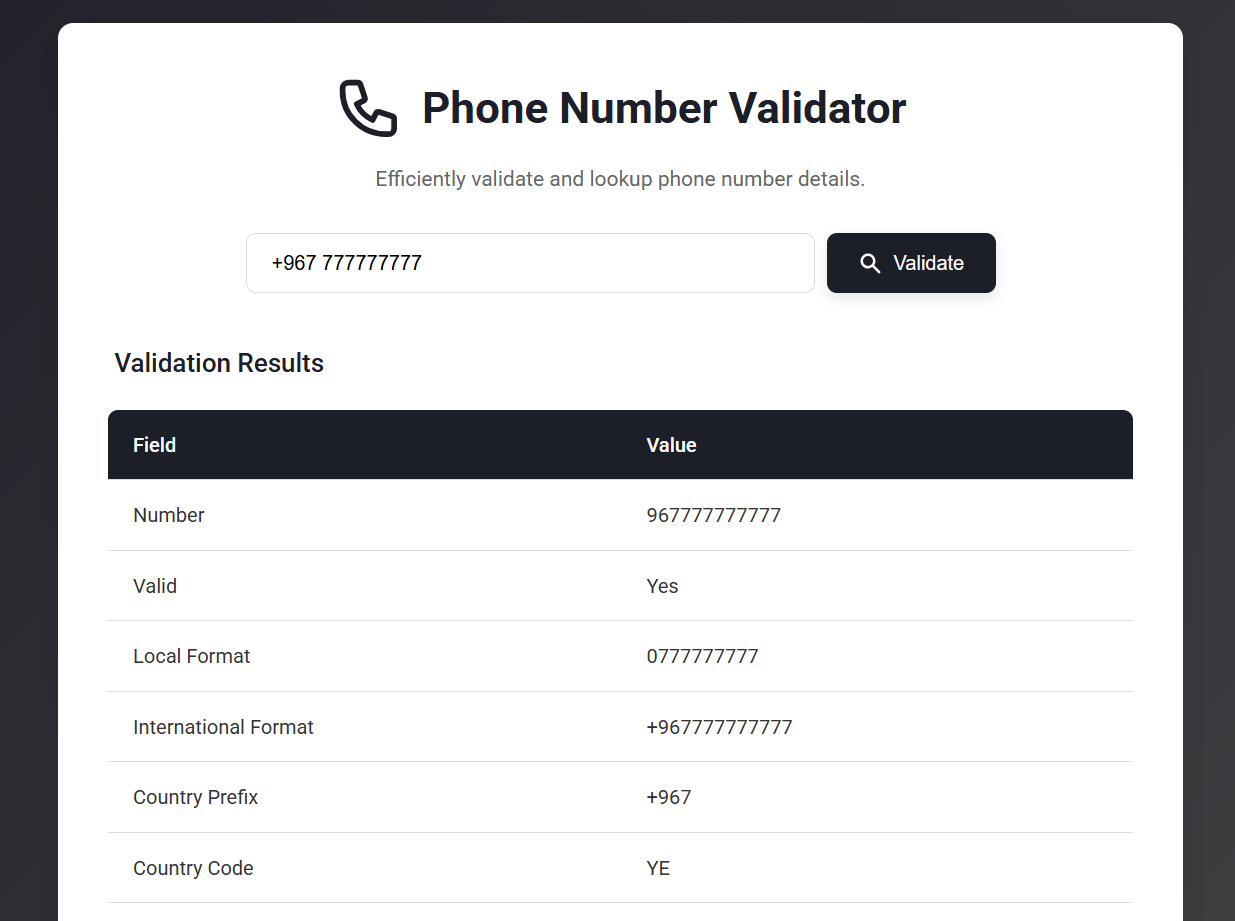 Phone Number Validator
Efficiently validate and lookup phone number details.
+967 777777777
Validate
Validation Results
Field Value
Number 967777777777
Valid Yes
Local Format 0777777777
International Format +967777777777
Country Prefix +967
Country Code YE